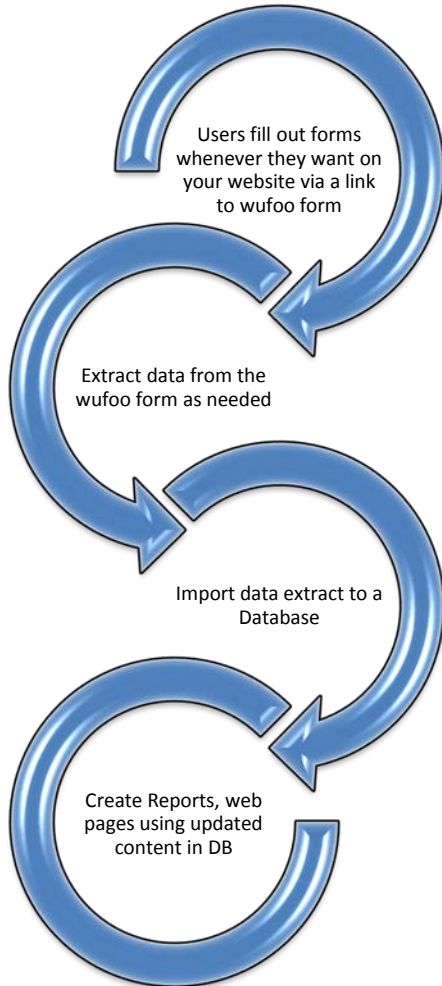 Users fill out forms
whenever they want on
your website via a link
to wufoo form
Extract data from the
wufoo form as needed
Import data extract to a
Database
Create Reports, web
pages using updated
content in DB